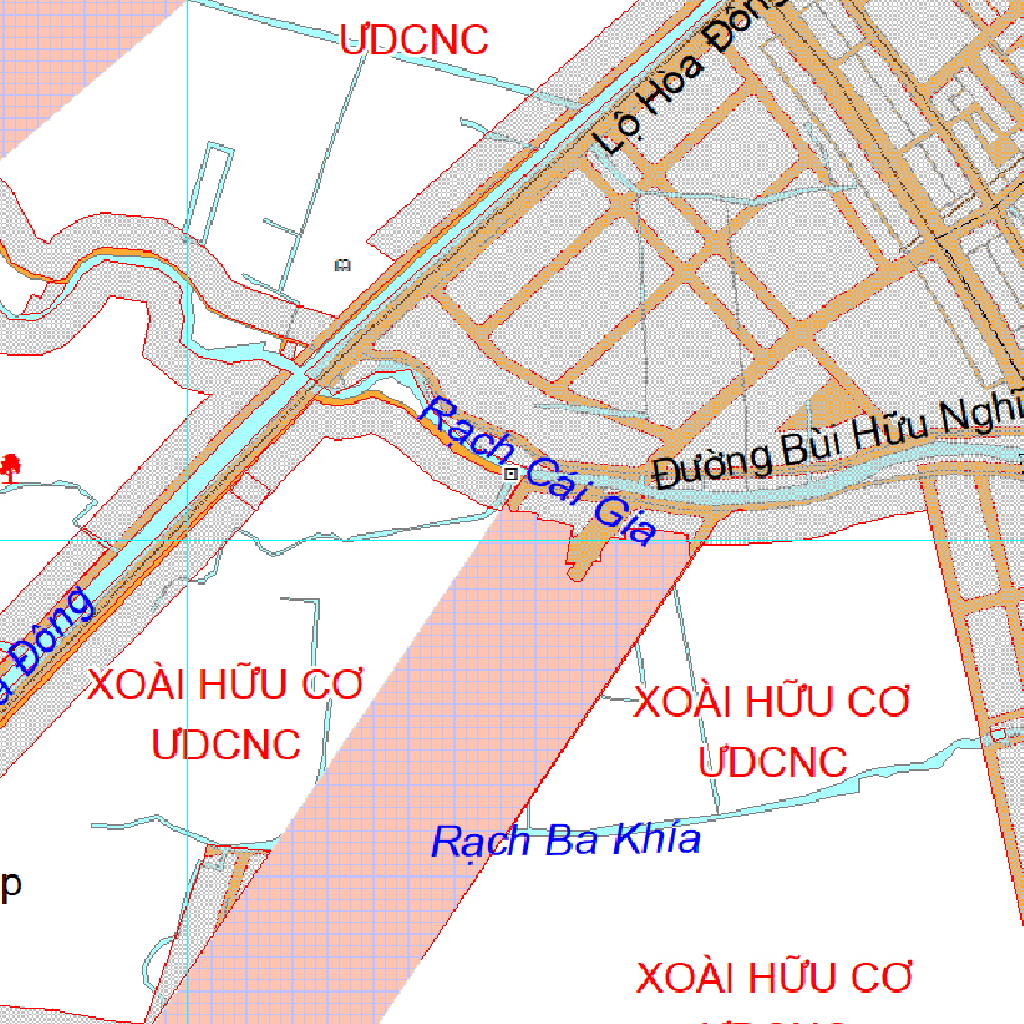 ƯDCNC
Lộ Hòa Đông
Rạch Cái Gia
Đường Bùi Hữu Nghĩ
Đông
XOÀI HỮU CƠ
ƯDCNC
XOÀI HỮU CƠ
ƯDCNC
Rạch Ba Khía
p
XOÀI HỮU CƠ